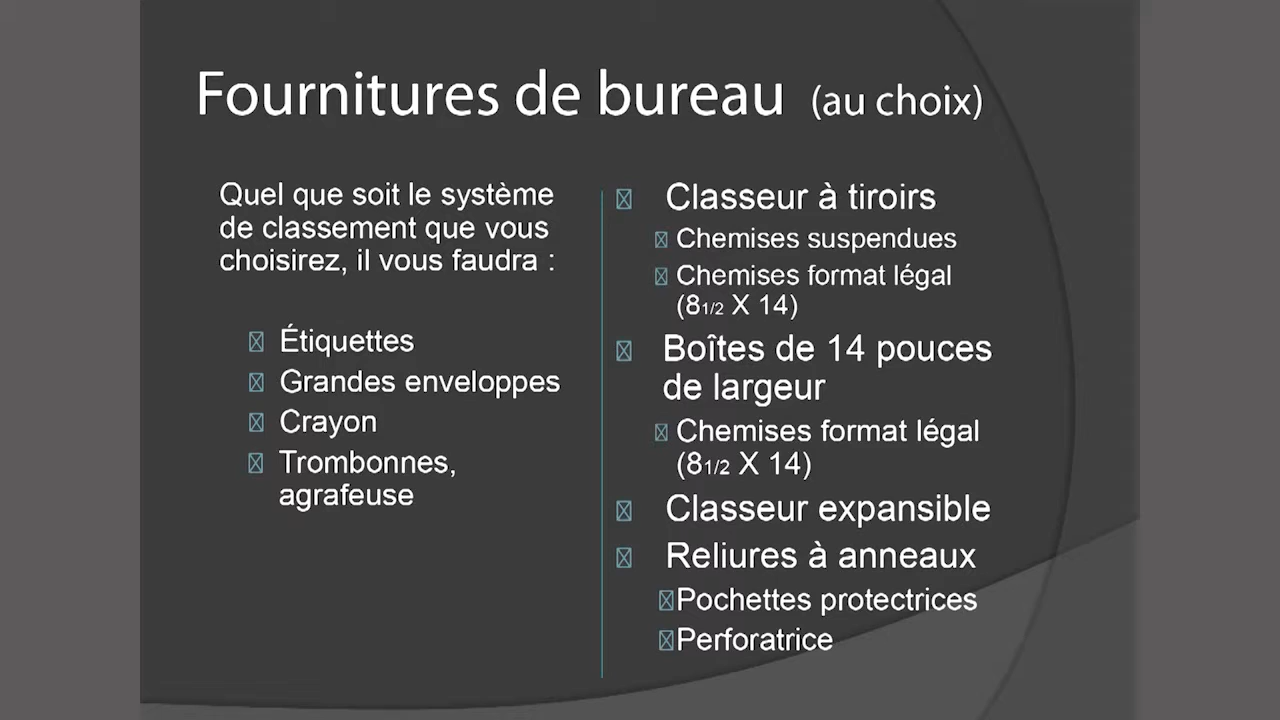 Fournitures de bureau (au choix)
Quel que soit le système
de classement que vous
choisirez, il vous faudra :
Étiquettes
Grandes enveloppes
Crayon
Trombonnes,
agrafeuse
Classeur à tiroirs
Chemises suspendues
Chemises format légal
(81/2 X 14)
Boîtes de 14 pouces
de largeur
Chemises format légal
(81/2 X 14)
Classeur expansible
Reliures à anneaux
Pochettes protectrices
Perforatrice